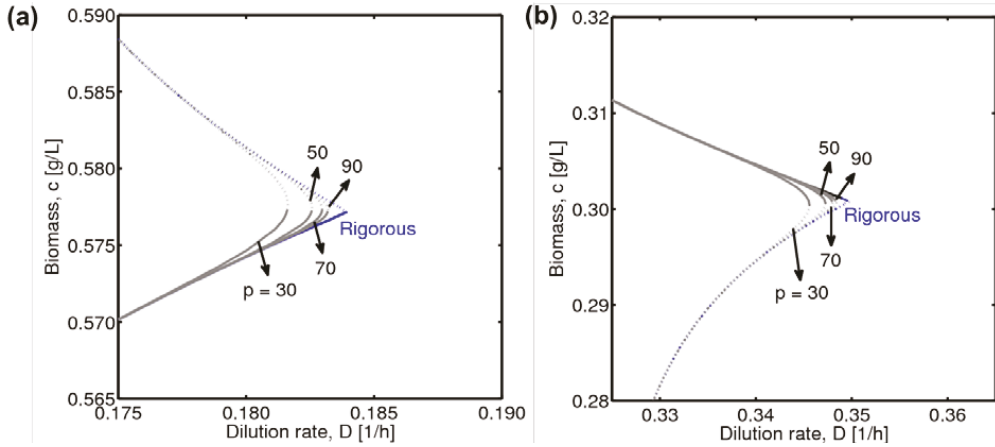 (a)
0.590
0.585
0.580
0.575
0.570
0.565
Biomass, c [g/L]
50
90
Rigorous
70
p = 30
0.175
0.180
0.185
0.190
Dilution rate, D [1/h]
(b)
0.32
0.31
0.30
0.29
0.28
Biomass, c [g/L]
50
90
Rigorous
70
p = 30
0.33
0.34
0.35
0.36
Dilution rate, D [1/h]